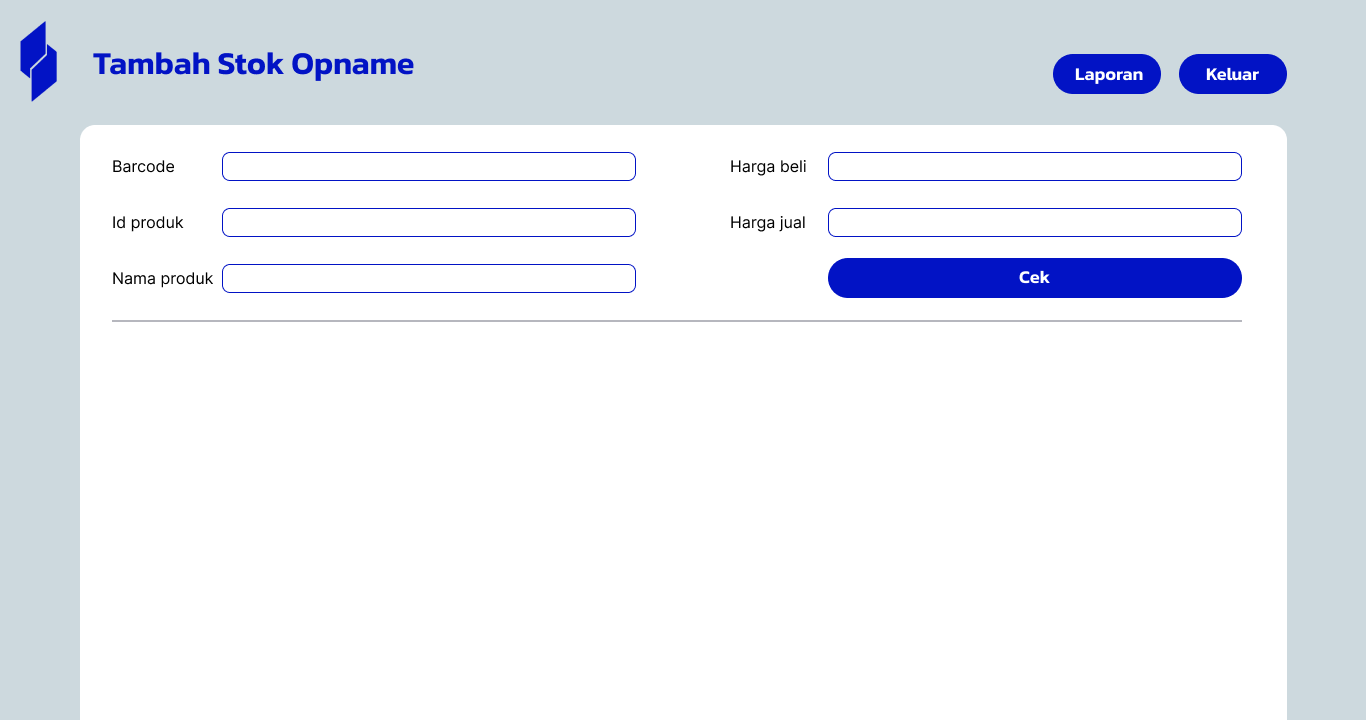 Tambah Stok Opname
Laporan
Keluar
Barcode
Harga beli
Id produk
Harga jual
Nama produk
Cek